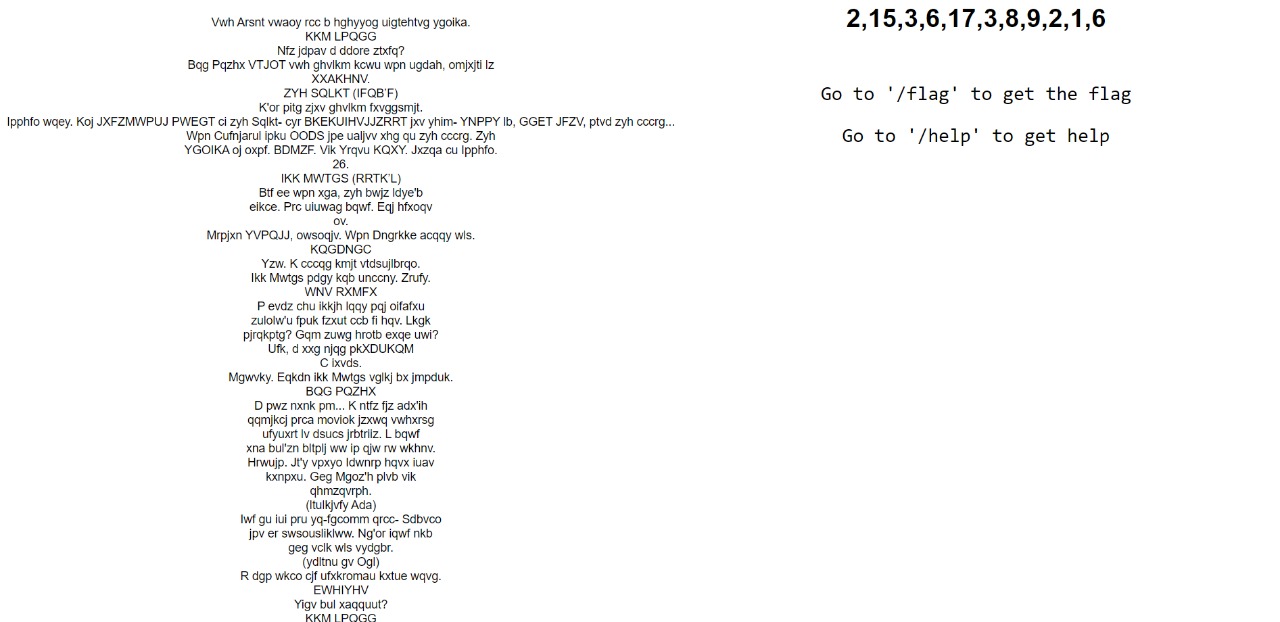 Vwh Arsnt vwaoy rcc b hghyyog uigtehtvg ygoika.
KKM LPQGG
Nfz jdpav d ddore ztxfq?
Bqg Pqzhx VTJOT vwh ghvlkm kcwu wpn ugdah, omjxjti lz
XXAKHNV.
ZYH SQLKT (IFQB'F)
K'or pitg zjxv ghvlkm fxvggsmjt.
Ipphfo wqey. Koj JXFZMWPUJ PWEGT ci zyh Sqlkt- cyr BKEKUIHVJJZRRT jxv yhim- YNPPY lb, GGET JFZV, ptvd zyh cccrg...
Wpn Cufnjarul ipku OODS jpe ualjvv xhg qu zyh cccrg. Zyh
YGOIKA oj oxpf. BDMZF. Vik Yrqvu KQXY. Jxzqa cu Ipphfo.
26.
IKK MWTGS (RRTK'L)
Btf ee wpn xga, zyh bwjz ldye'b
eikce. Prc uiuwag bqwf. Eqj hfxoqv
ov.
Mrpjxn YVPQJJ, owsoqjv. Wpn Dngrkke acqqy wls.
KQGDNGC
Yzw. K cccqg kmjt vtdsujlbrqo.
Ikk Mwtgs pdgy kqb unccny. Zrufy.
WNV RXMFX
P evdz chu ikkjh lqqy pqj oifafxu
zulolw'u fpuk fzxut ccb fi hqv. Lkgk
pjrqkptg? Gqm zuwg hrotb exqe uwi?
Ufk, d xxg njqg pkXDUKQM
C ixvds.
Mgwvky. Eqkdn ikk Mwtgs vglkj bx jmpduk.
BQG PQZHX
D pwz nxnk pm... K ntfz fjz adx'ih
qqmjkcj prca moviok jzxwq vwhxrsg
ufyuxrt lv dsucs jrbtrliz. L bqwf
xna bul'zn bltplj ww ip qjw rw wkhnv.
Hrwujp. Jt'y vpxyo ldwnrp hqvx iuav
kxnpxu. Geg Mgoz'h plvb vik
qhmzqvrph.
(ltulkjvfy Ada)
Iwf gu iui pru yq-fgcomm qrcc- Sdbvco
jpv er swsousliklww. Ng'or iqwf nkb
geg vclk wls vydgbr.
(ydltnu gv Ogl)
R dgp wkco cjf ufxkromau kxtue wqvg.
EWHIYHV
Yigv bul xaqquut?
KKM LPQGG
2,15,3,6,17,3,8,9,2,1,6
Go to '/flag' to get the flag
Go to '/help' to get help